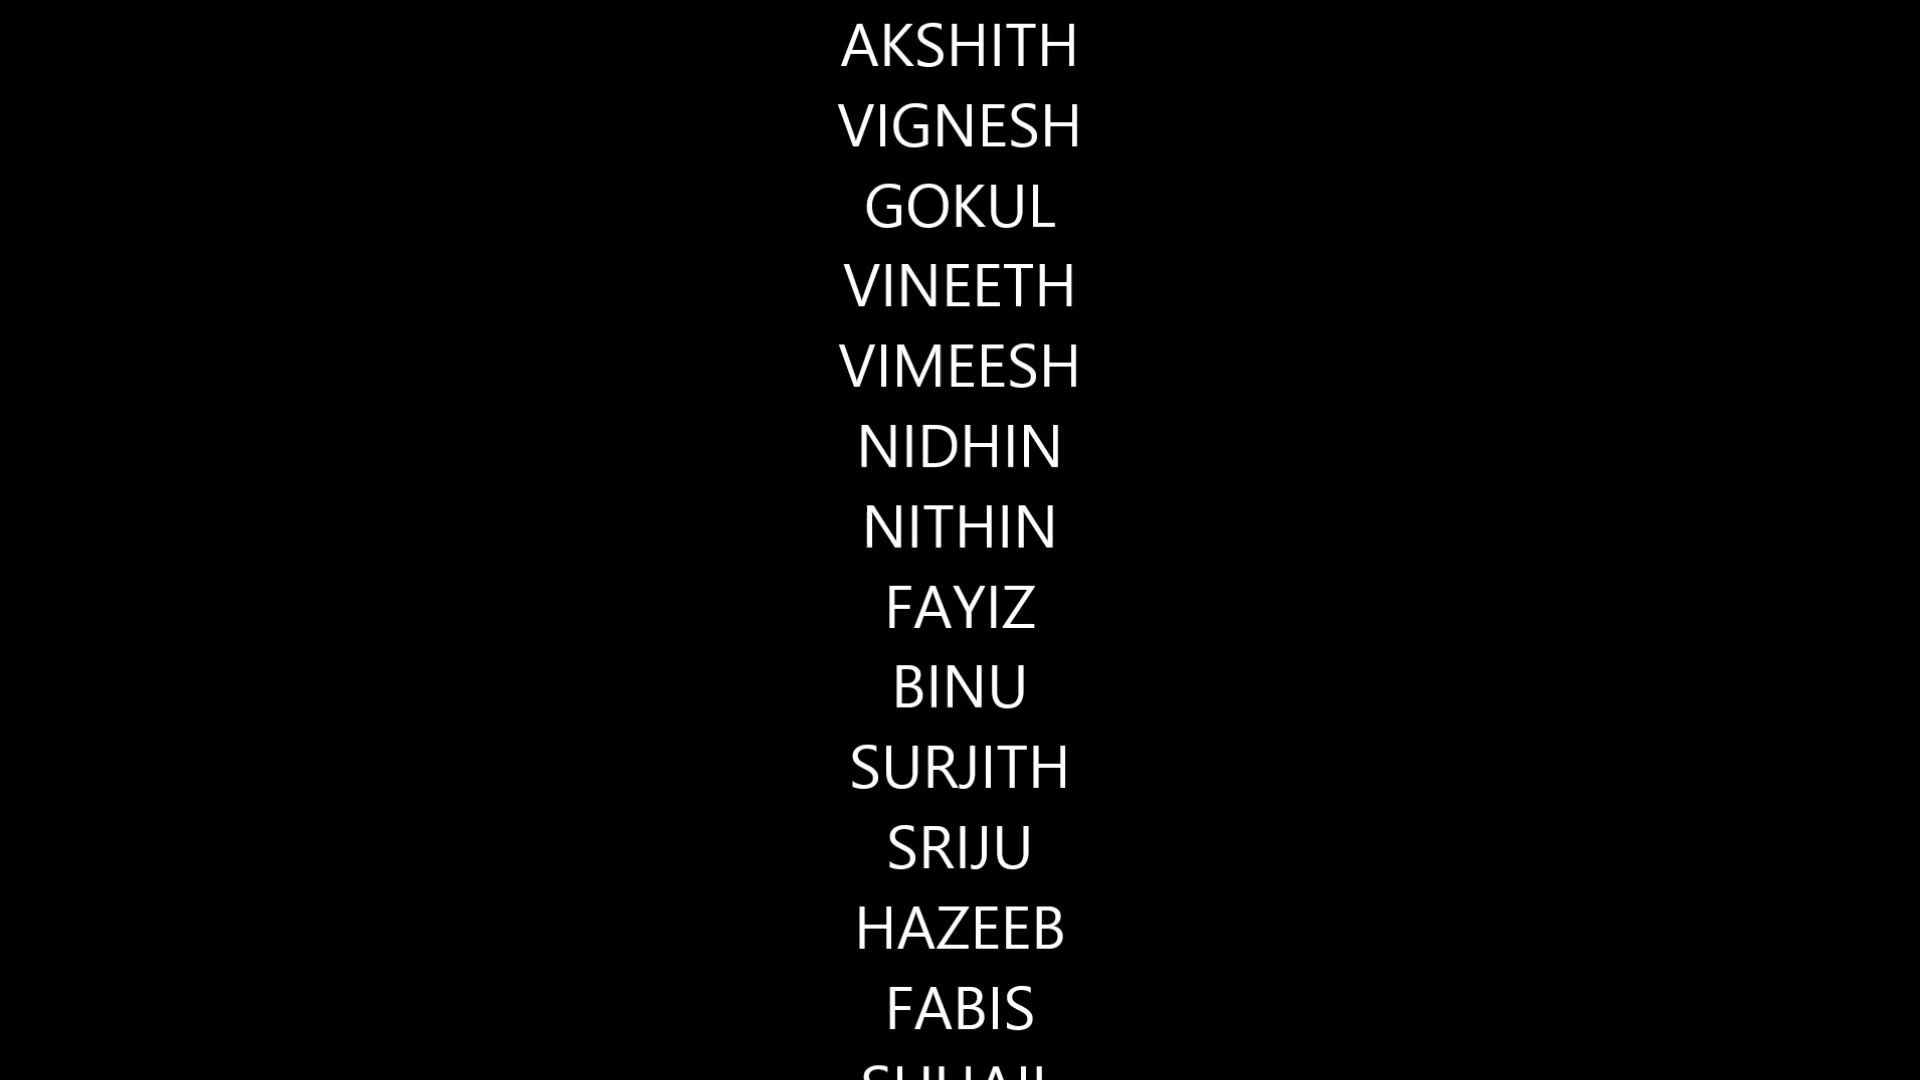 AKSHITH
VIGNESH
GOKUL
VINEETH
VIMEESH
NIDHIN
NITHIN
FAYIZ
BINU
SURJITH
SRIJU
HAZEEB
FABIS